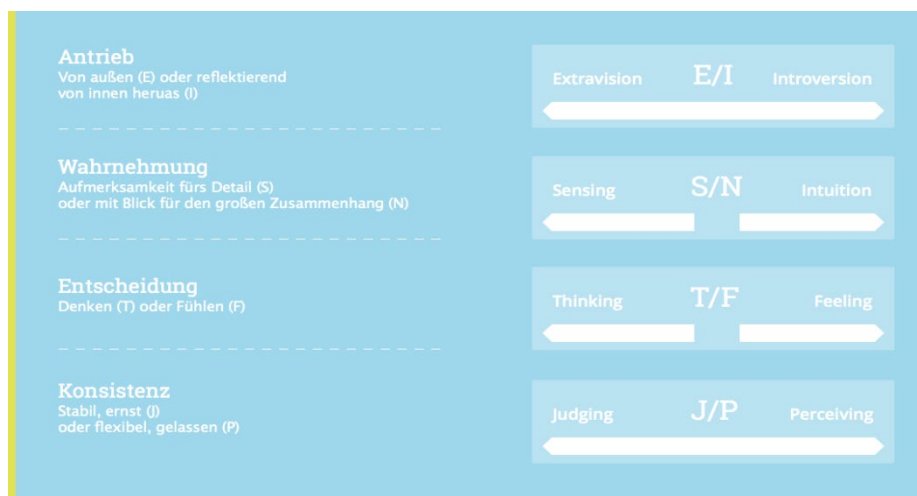 Antrieb
Von außen (E) oder reflektierend
von innen heruas (I)
Extravision E/I Introversion
Wahrnehmung
Aufmerksamkeit fürs Detail (S)
oder mit Blick für den großen Zusammenhang (N)
Sensing S/N Intuition
Entscheidung
Denken (T) oder Fühlen (F)
Thinking T/F Feeling
Konsistenz
Stabil, ernst (J)
oder flexibel, gelassen (P)
Judging J/P Perceiving